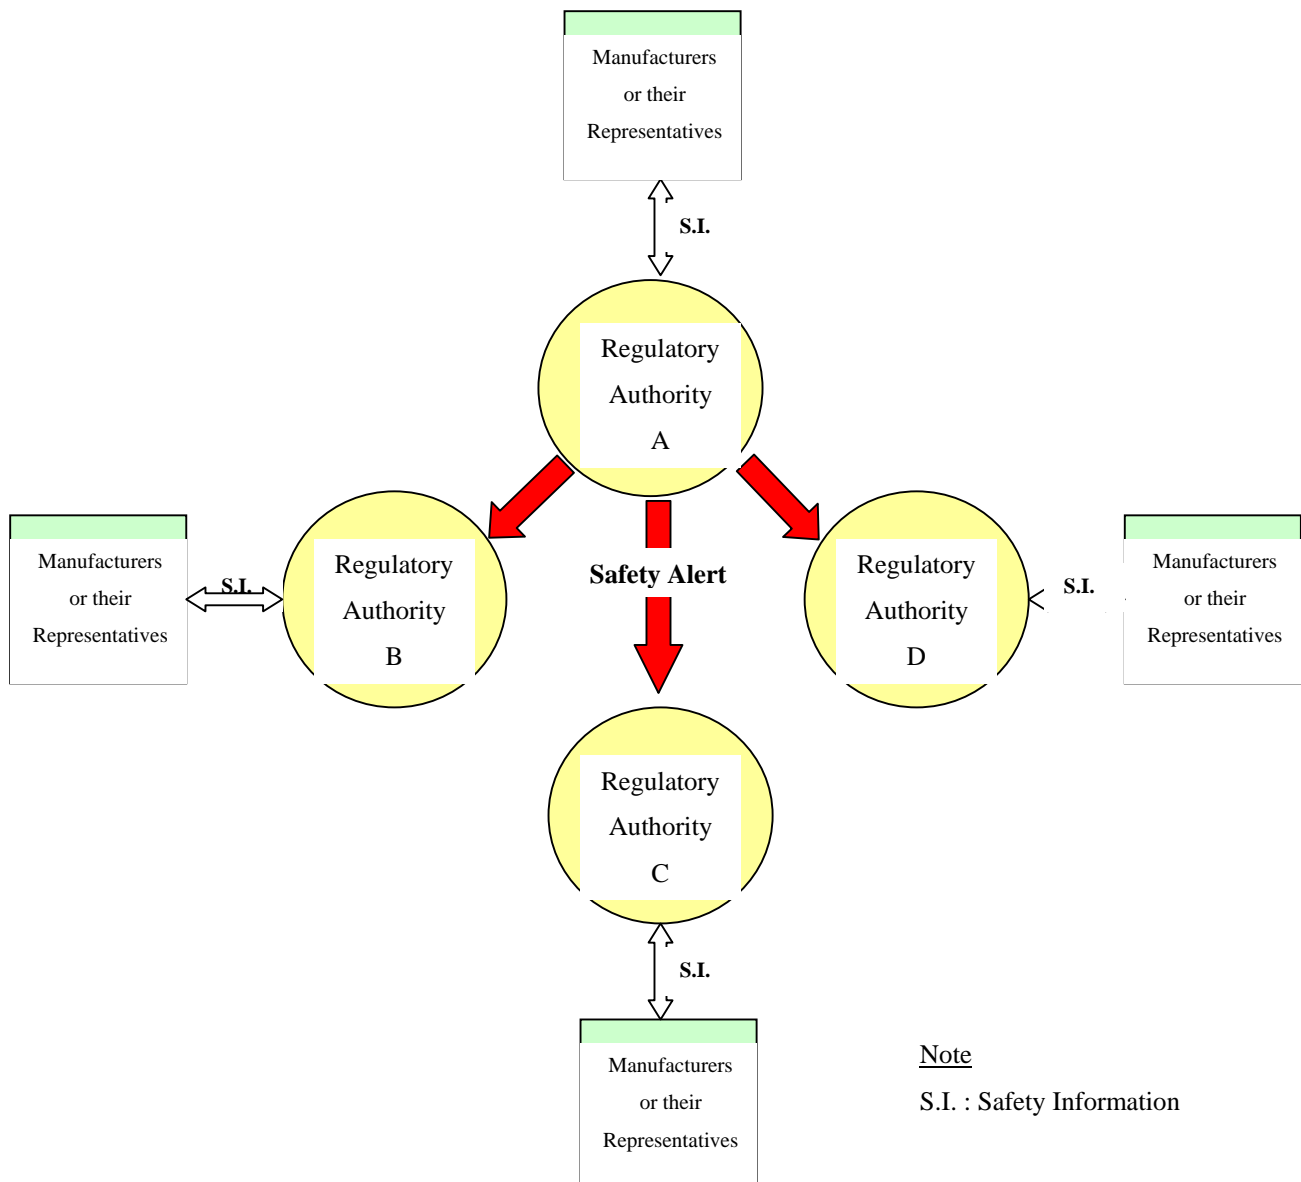 Manufacturers
or their
Representatives
S.I.
Regulatory
Authority
A
Manufacturers
or their
Representatives
S.I.
Regulatory
Authority
B
Safety Alert
Regulatory
Authority
D
S.I.
Manufacturers
or their
Representatives
Regulatory
Authority
C
S.I.
Manufacturers
or their
Representatives
Note
S.I. : Safety Information